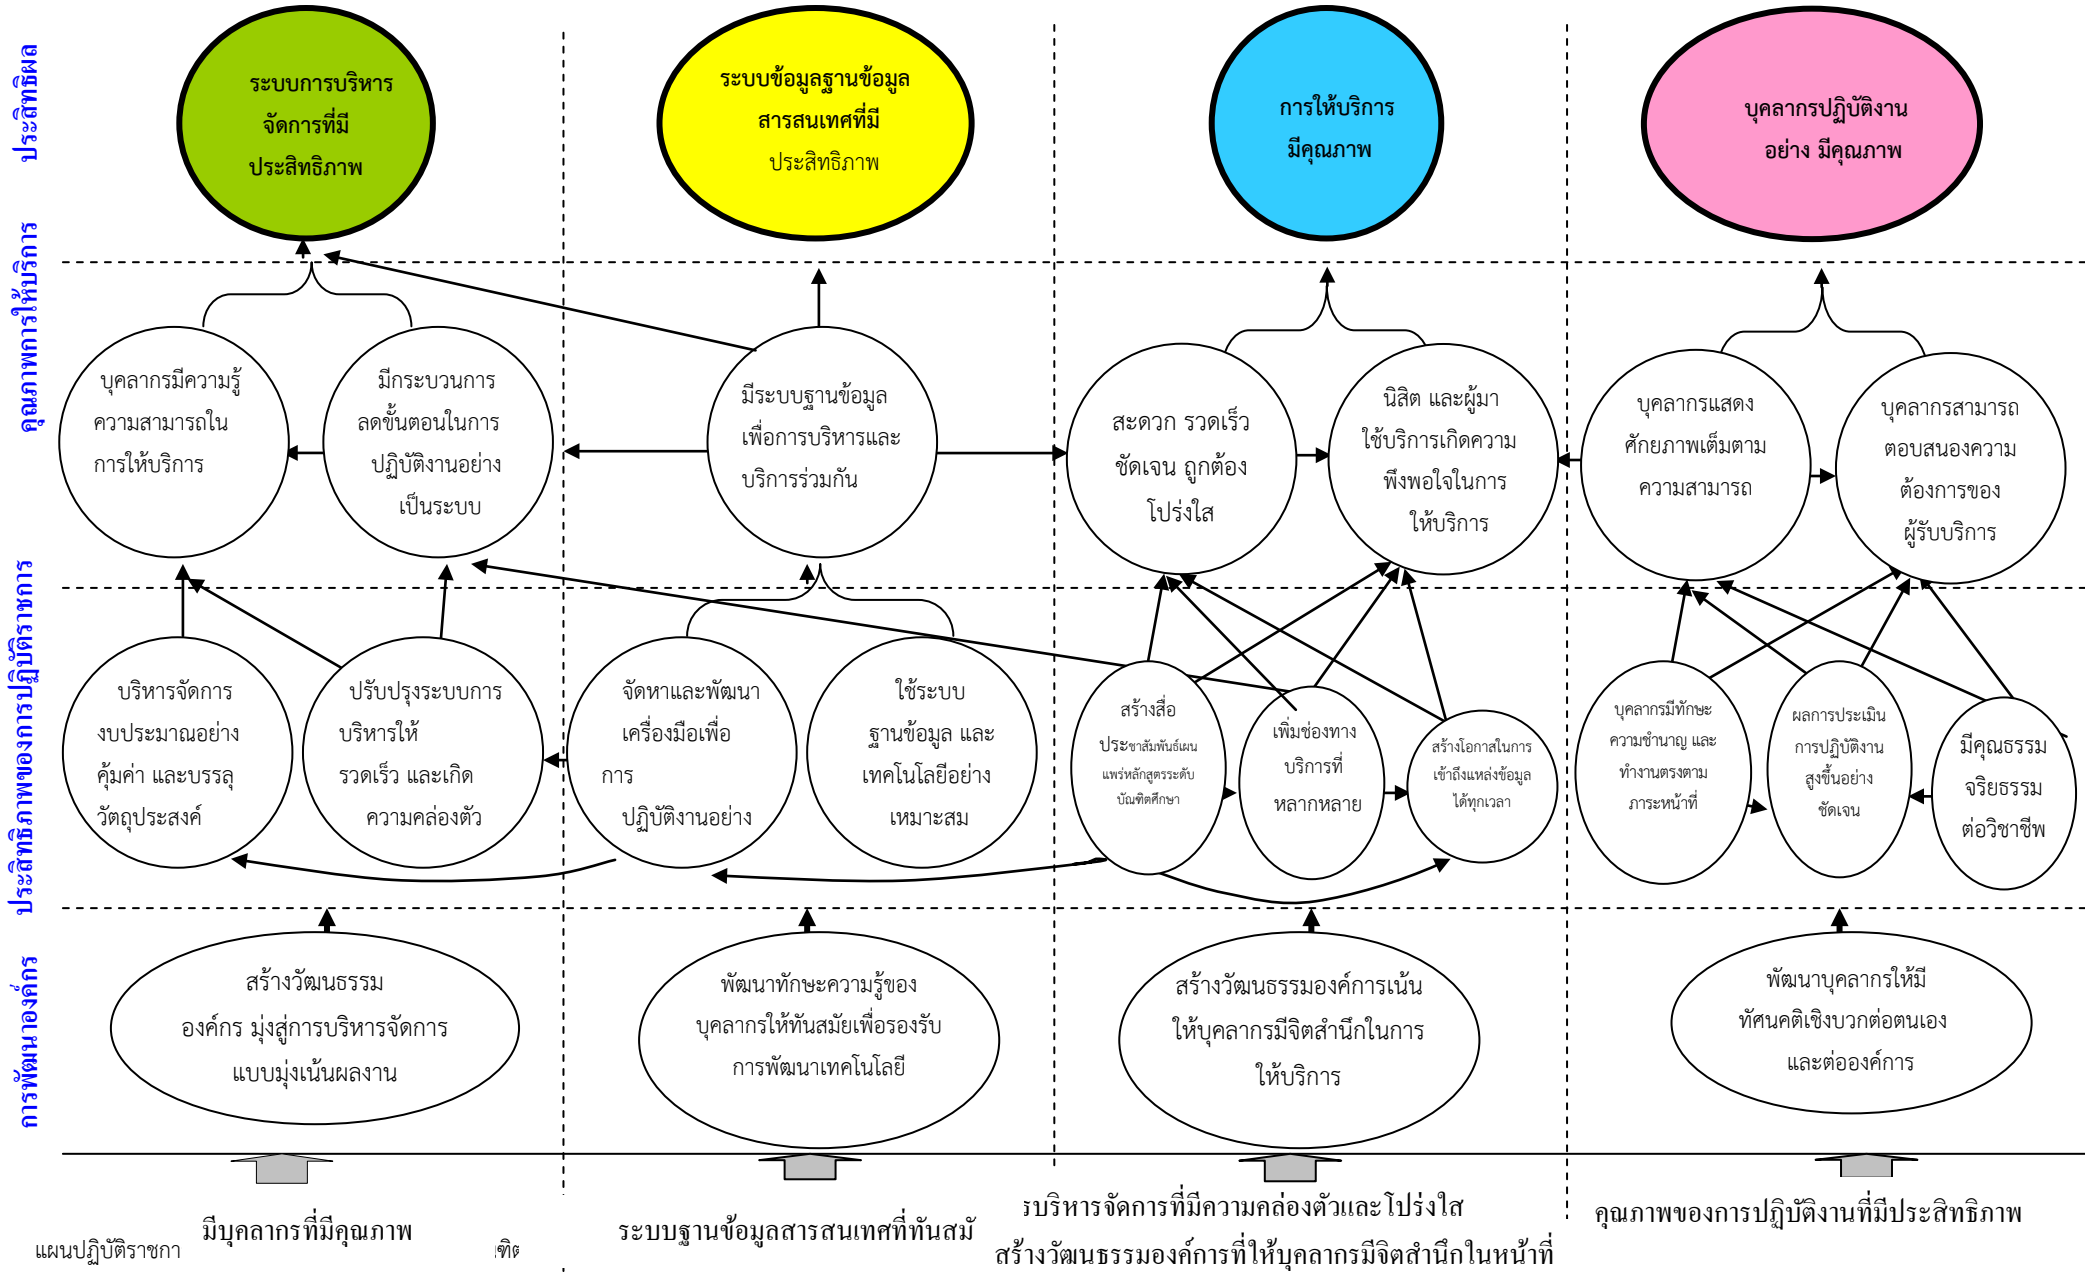 ประสิทธิผล
ระบบการบริหาร
จัดการที่มี
ประสิทธิภาพ
ระบบข้อมูลฐานข้อมูล
สารสนเทศที่มี
ประสิทธิภาพ
การให้บริการ
มีคุณภาพ
บุคลากรปฏิบัติงาน
อย่าง มีคุณภาพ
คุณภาพการให้บริการ
บุคลากรมีความรู้
ความสามารถใน
การให้บริการ
มีกระบวนการ
ลดขั้นตอนในการ
ปฏิบัติงานอย่าง
เป็นระบบ
มีระบบฐานข้อมูล
เพื่อการบริหารและ
บริการร่วมกัน
สะดวก รวดเร็ว
ชัดเจน ถูกต้อง
โปร่งใส
นิสิต และผู้มา
ใช้บริการเกิดความ
พึงพอใจในการ
ให้บริการ
บุคลากรแสดง
ศักยภาพเต็มตาม
ความสามารถ
บุคลากรสามารถ
ตอบสนองความ
ต้องการของ
ผู้รับบริการ
ประสิทธิภาพของการปฏิบัติราชการ
บริหารจัดการ
งบประมาณอย่าง
คุ้มค่า และบรรลุ
วัตถุประสงค์
ปรับปรุงระบบการ
บริหารให้
รวดเร็ว และเกิด
ความคล่องตัว
จัดหาและพัฒนา
เครื่องมือเพื่อ
การ
ปฏิบัติงานอย่าง
ใช้ระบบ
ฐานข้อมูล และ
เทคโนโลยีอย่าง
เหมาะสม
สร้างสื่อ
ประชาสัมพันธ์เผน
แพร่หลักสูตรระดับ
บัณฑิตศึกษา
เพิ่มช่องทาง
บริการที่
หลากหลาย
สร้างโอกาสในการ
เข้าถึงแหล่งข้อมูล
ได้ทุกเวลา
บุคลากรมีทักษะ
ความชำนาญ และ
ทำงานตรงตาม
ภาระหน้าที่
ผลการประเมิน
การปฏิบัติงาน
สูงขึ้นอย่าง
ชัดเจน
มีคุณธรรม
จริยธรรม
ต่อวิชาชีพ
การพัฒนาองค์กร
สร้างวัฒนธรรม
องค์กร มุ่งสู่การบริหารจัดการ
แบบมุ่งเน้นผลงาน
พัฒนาทักษะความรู้ของ
บุคลากรให้ทันสมัยเพื่อรองรับ
การพัฒนาเทคโนโลยี
สร้างวัฒนธรรมองค์การเน้น
ให้บุคลากรมีจิตสำนึกในการ
ให้บริการ
พัฒนาบุคลากรให้มี
ทัศนคติเชิงบวกต่อตนเอง
และต่อองค์การ
มีบุคลากรที่มีคุณภาพ
ระบบฐานข้อมูลสารสนเทศที่ทันสมั
รบริหารจัดการที่มีความคล่องตัวและโปร่งใส
สร้างวัฒนธรรมองค์การที่ให้บุคลากรมีจิตสำนึกในหน้าที่
คุณภาพของการปฏิบัติงานที่มีประสิทธิภาพ
แผนปฏิบัติราชกา